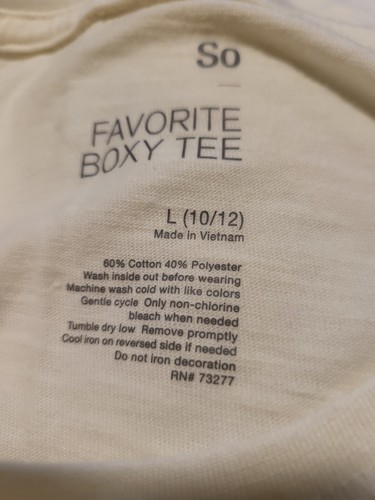 So
FAVORITE
BOXY TEE
L (10/12)
Made in Vietnam
60% Cotton 40% Polyester
Wash inside out before wearing
Machine wash cold with like colors
Gentle cycle Only non-chlorine
bleach when needed
Tumble dry low Remove promptly
Cool iron on reversed side if needed
Do not iron decoration
RN# 73277